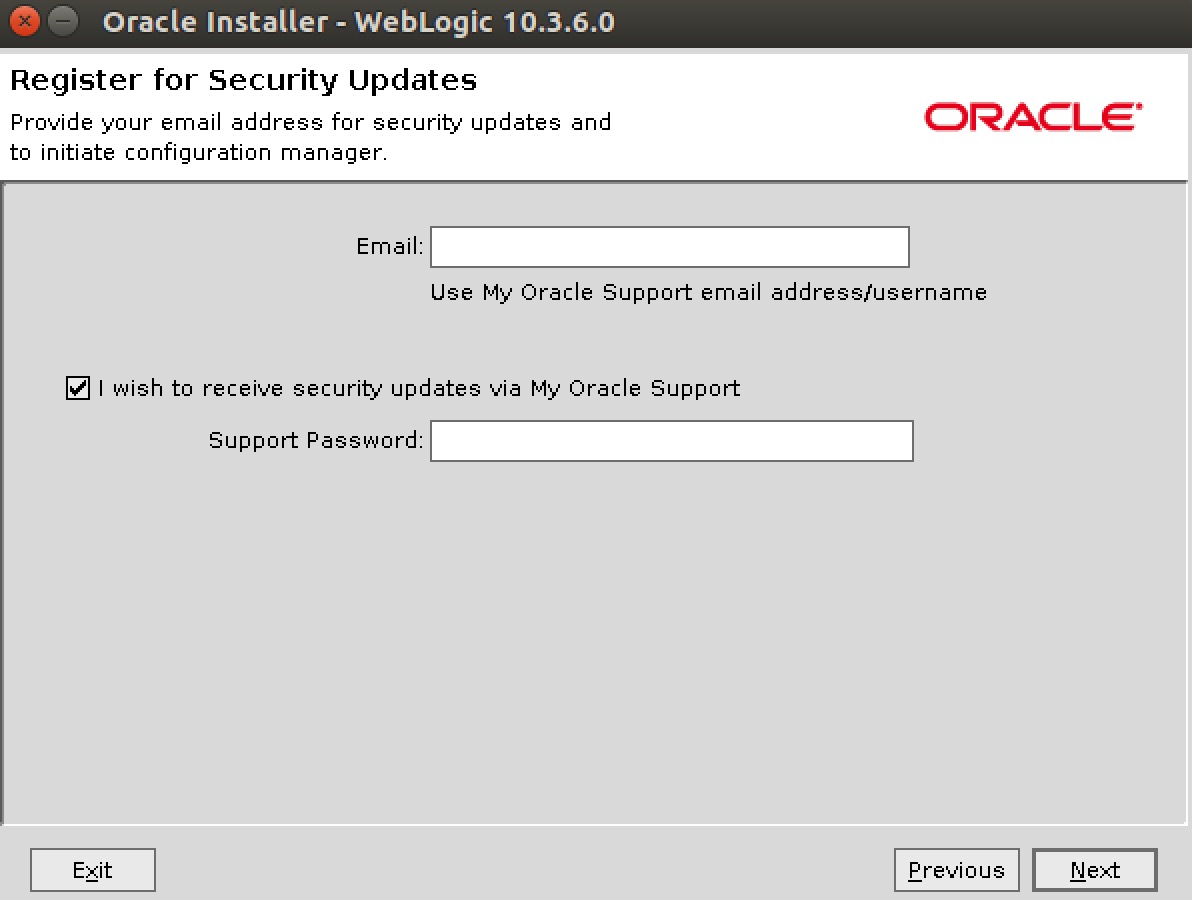 Oracle Installer - WebLogic 10.3.6.0
Register for Security Updates
Provide your email address for security updates and
to initiate configuration manager.
ORACLE
Email:
Use My Oracle Support email address/username
I wish to receive security updates via My Oracle Support
Support Password:
Exit
Previous
Next